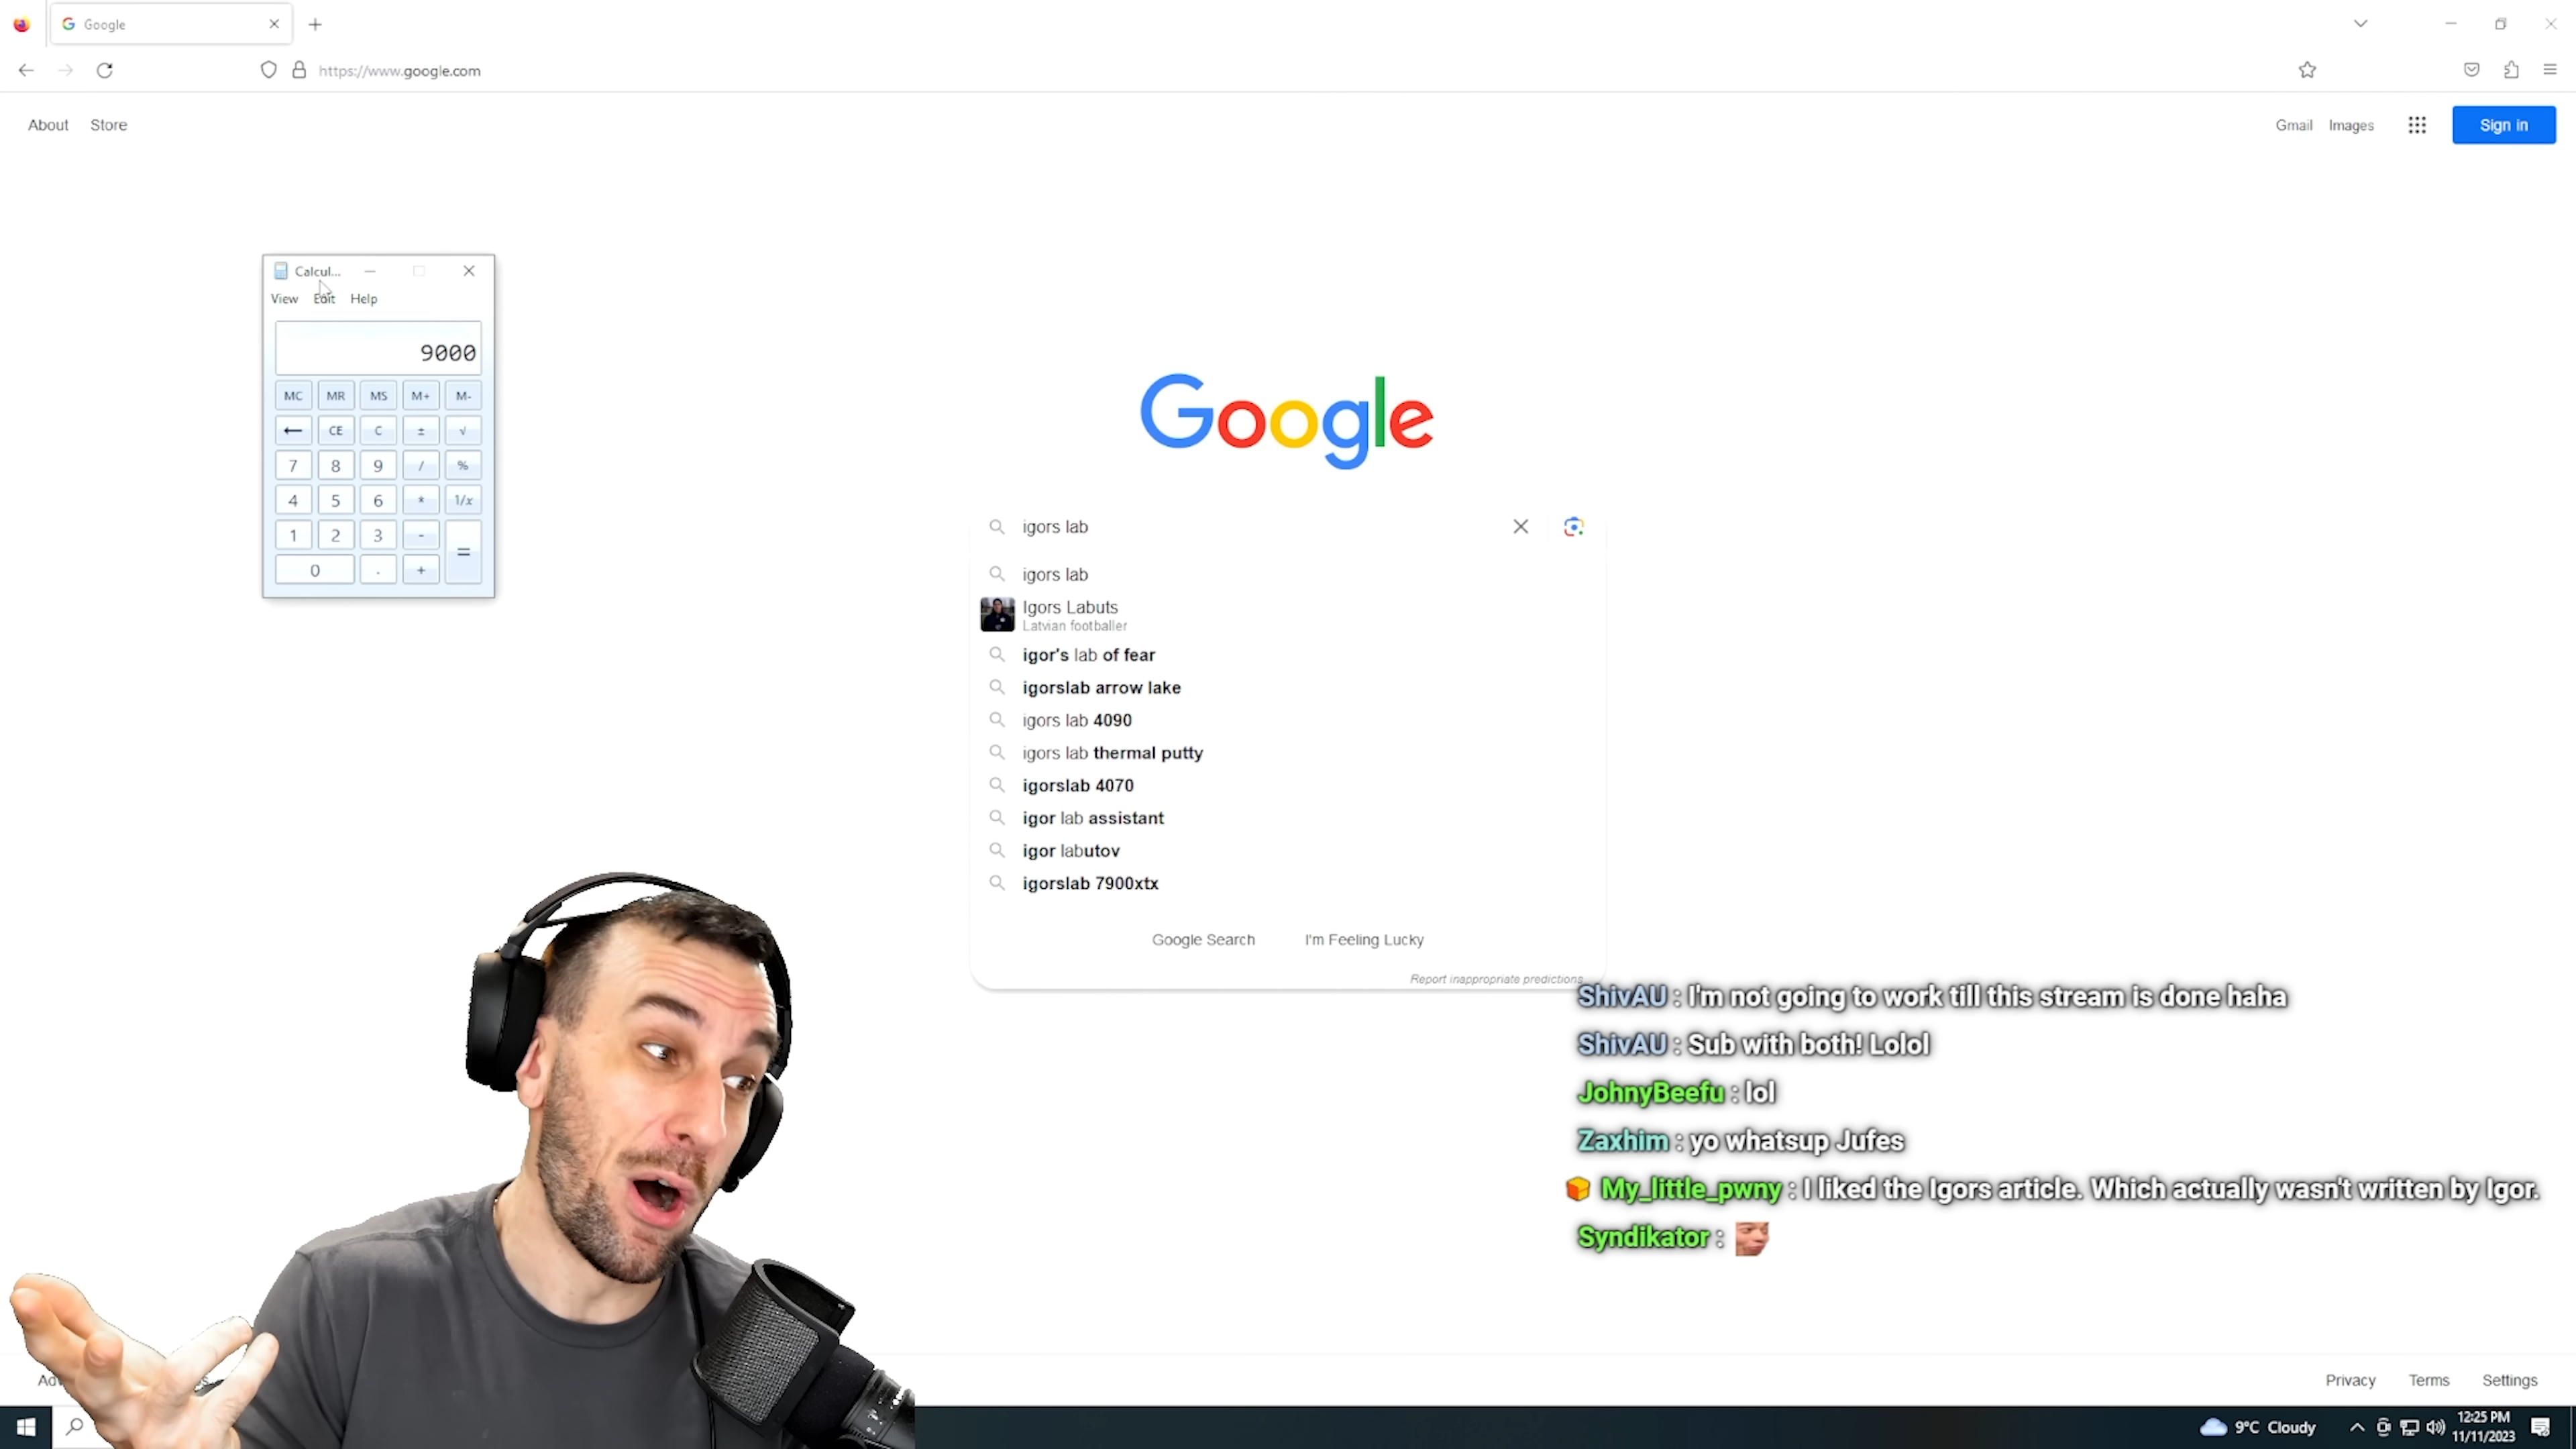 Google
https://www.google.com
About Store
Gmail Images Sign in
Calcul...
View Edit Help
9000
MC MR MS M+ M-
← CE C ± √
7 8 9 / %
4 5 6 * 1/x
1 2 3 - =
0 . +
Google
igors lab
igors lab
Igors Labuts
Latvian footballer
igor's lab of fear
igorslab arrow lake
igors lab 4090
igors lab thermal putty
igorslab 4070
igor lab assistant
igor labutov
igorslab 7900xtx
Google Search I'm Feeling Lucky
Report inappropriate predictions
ShivAU : I'm not going to work till this stream is done haha
ShivAU : Sub with both! Lolol
JohnyBeefu : lol
Zaxhim : yo whatsup Jufes
My_little_pwny : I liked the Igors article. Which actually wasn't written by Igor.
Syndikator :
Privacy Terms Settings
9°C Cloudy
12:25 PM
11/11/2023